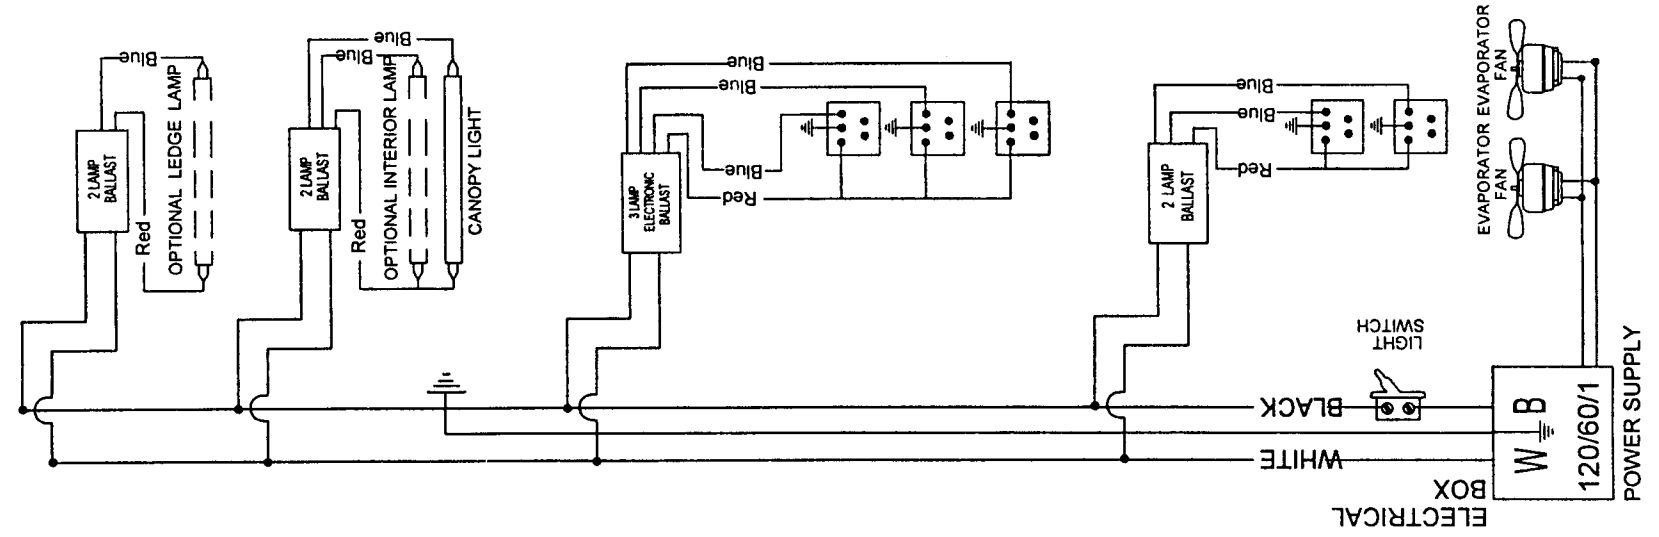 Blue
2 LAMP
BALLAST
Red
OPTIONAL LEDGE LAMP
Blue
Blue
2 LAMP
BALLAST
Red
OPTIONAL INTERIOR LAMP
CANOPY LIGHT
Blue
Blue
Blue
Red
3 LAMP
ELECTRONIC
BALLAST
Blue
Blue
Red
2 LAMP
BALLAST
EVAPORATOR
FAN
EVAPORATOR
FAN
LIGHT
SWITCH
BLACK
WHITE
ELECTRICAL
BOX
W
B
120/60/1
POWER SUPPLY